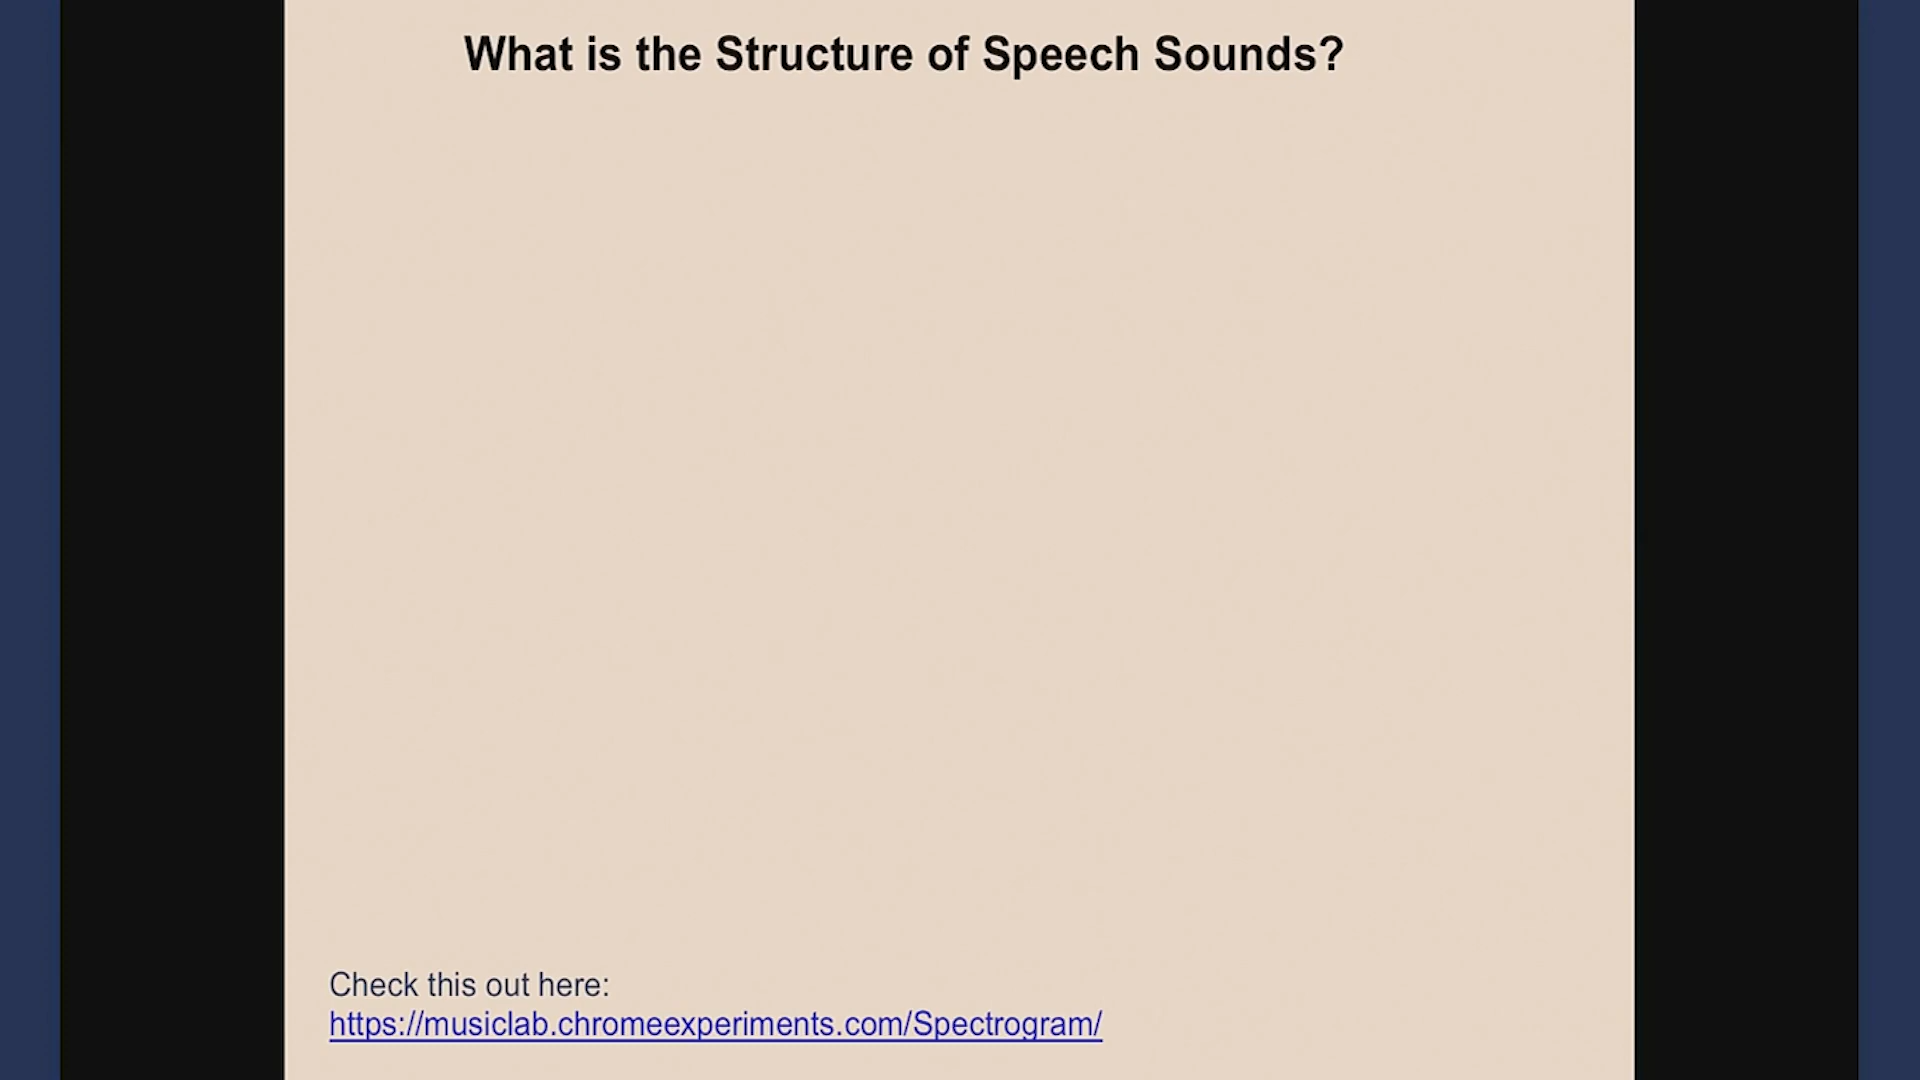 What is the Structure of Speech Sounds?
Check this out here:
https://musiclab.chromeexperiments.com/Spectrogram/